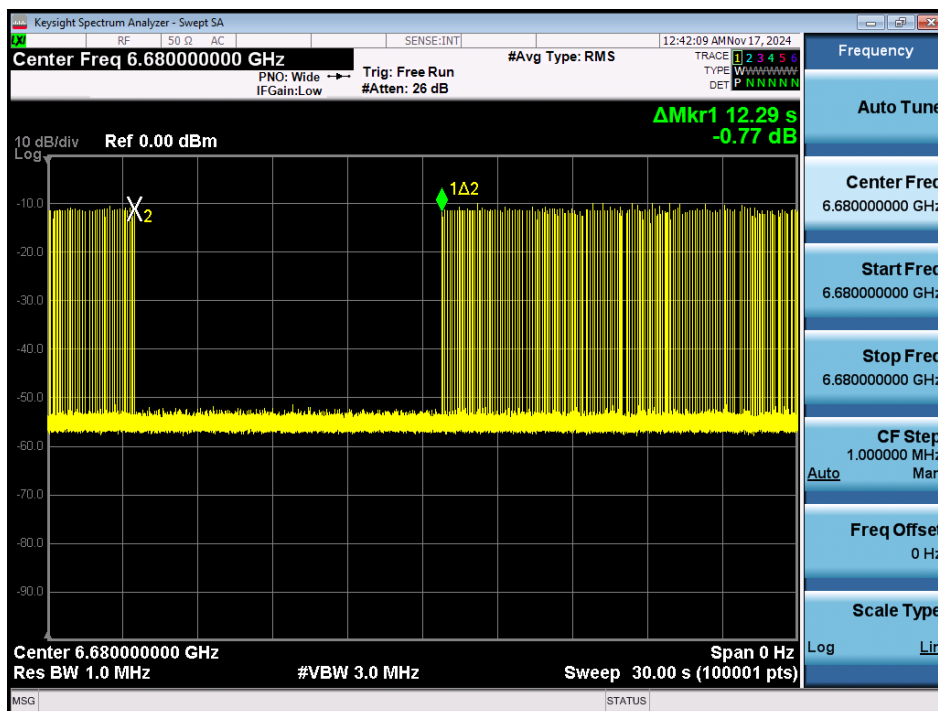 Keysight Spectrum Analyzer - Swept SA
LXI
RF 50 Ω AC SENSE:INT 12:42:09 AM Nov 17, 2024
Center Freq 6.680000000 GHz
PNO: Wide
IFGain:Low
Trig: Free Run
#Atten: 26 dB
#Avg Type: RMS
TRACE 1 2 3 4 5 6
TYPE WWWWWW
DET P N N N N N
ΔMkr1 12.29 s
-0.77 dB
10 dB/div Ref 0.00 dBm
Log
1Δ2
X2
-10.0
-20.0
-30.0
-40.0
-50.0
-60.0
-70.0
-80.0
-90.0
Center 6.680000000 GHz Span 0 Hz
Res BW 1.0 MHz #VBW 3.0 MHz Sweep 30.00 s (100001 pts)
MSG STATUS
Frequency
Auto Tune
Center Freq
6.680000000 GHz
Start Freq
6.680000000 GHz
Stop Freq
6.680000000 GHz
CF Step
1.000000 MHz
Auto Man
Freq Offset
0 Hz
Scale Type
Log Lin